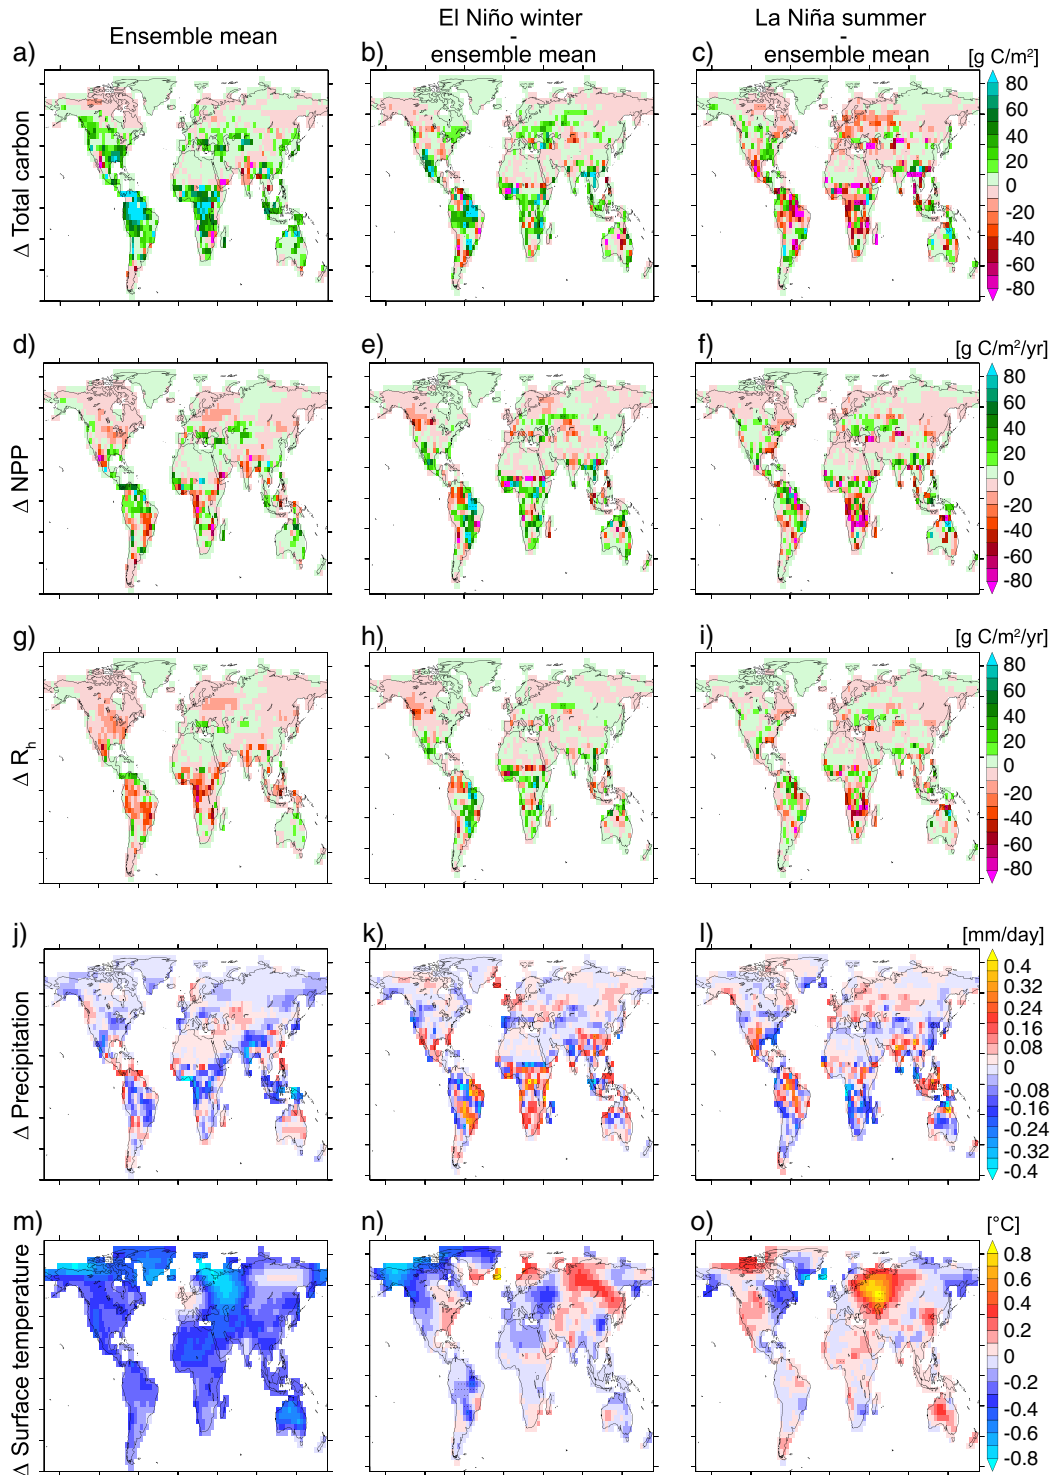 Ensemble mean
El Niño winter
-
ensemble mean
La Niña summer
-
ensemble mean
a)
b)
c)
[g C/m²]
Δ Total carbon
80
60
40
20
0
-20
-40
-60
-80
d)
e)
f)
[g C/m²/yr]
Δ NPP
80
60
40
20
0
-20
-40
-60
-80
g)
h)
i)
[g C/m²/yr]
Δ Rh
80
60
40
20
0
-20
-40
-60
-80
j)
k)
l)
[mm/day]
Δ Precipitation
0.4
0.32
0.24
0.16
0.08
0
-0.08
-0.16
-0.24
-0.32
-0.4
m)
n)
o)
[°C]
Δ Surface temperature
0.8
0.6
0.4
0.2
0
-0.2
-0.4
-0.6
-0.8